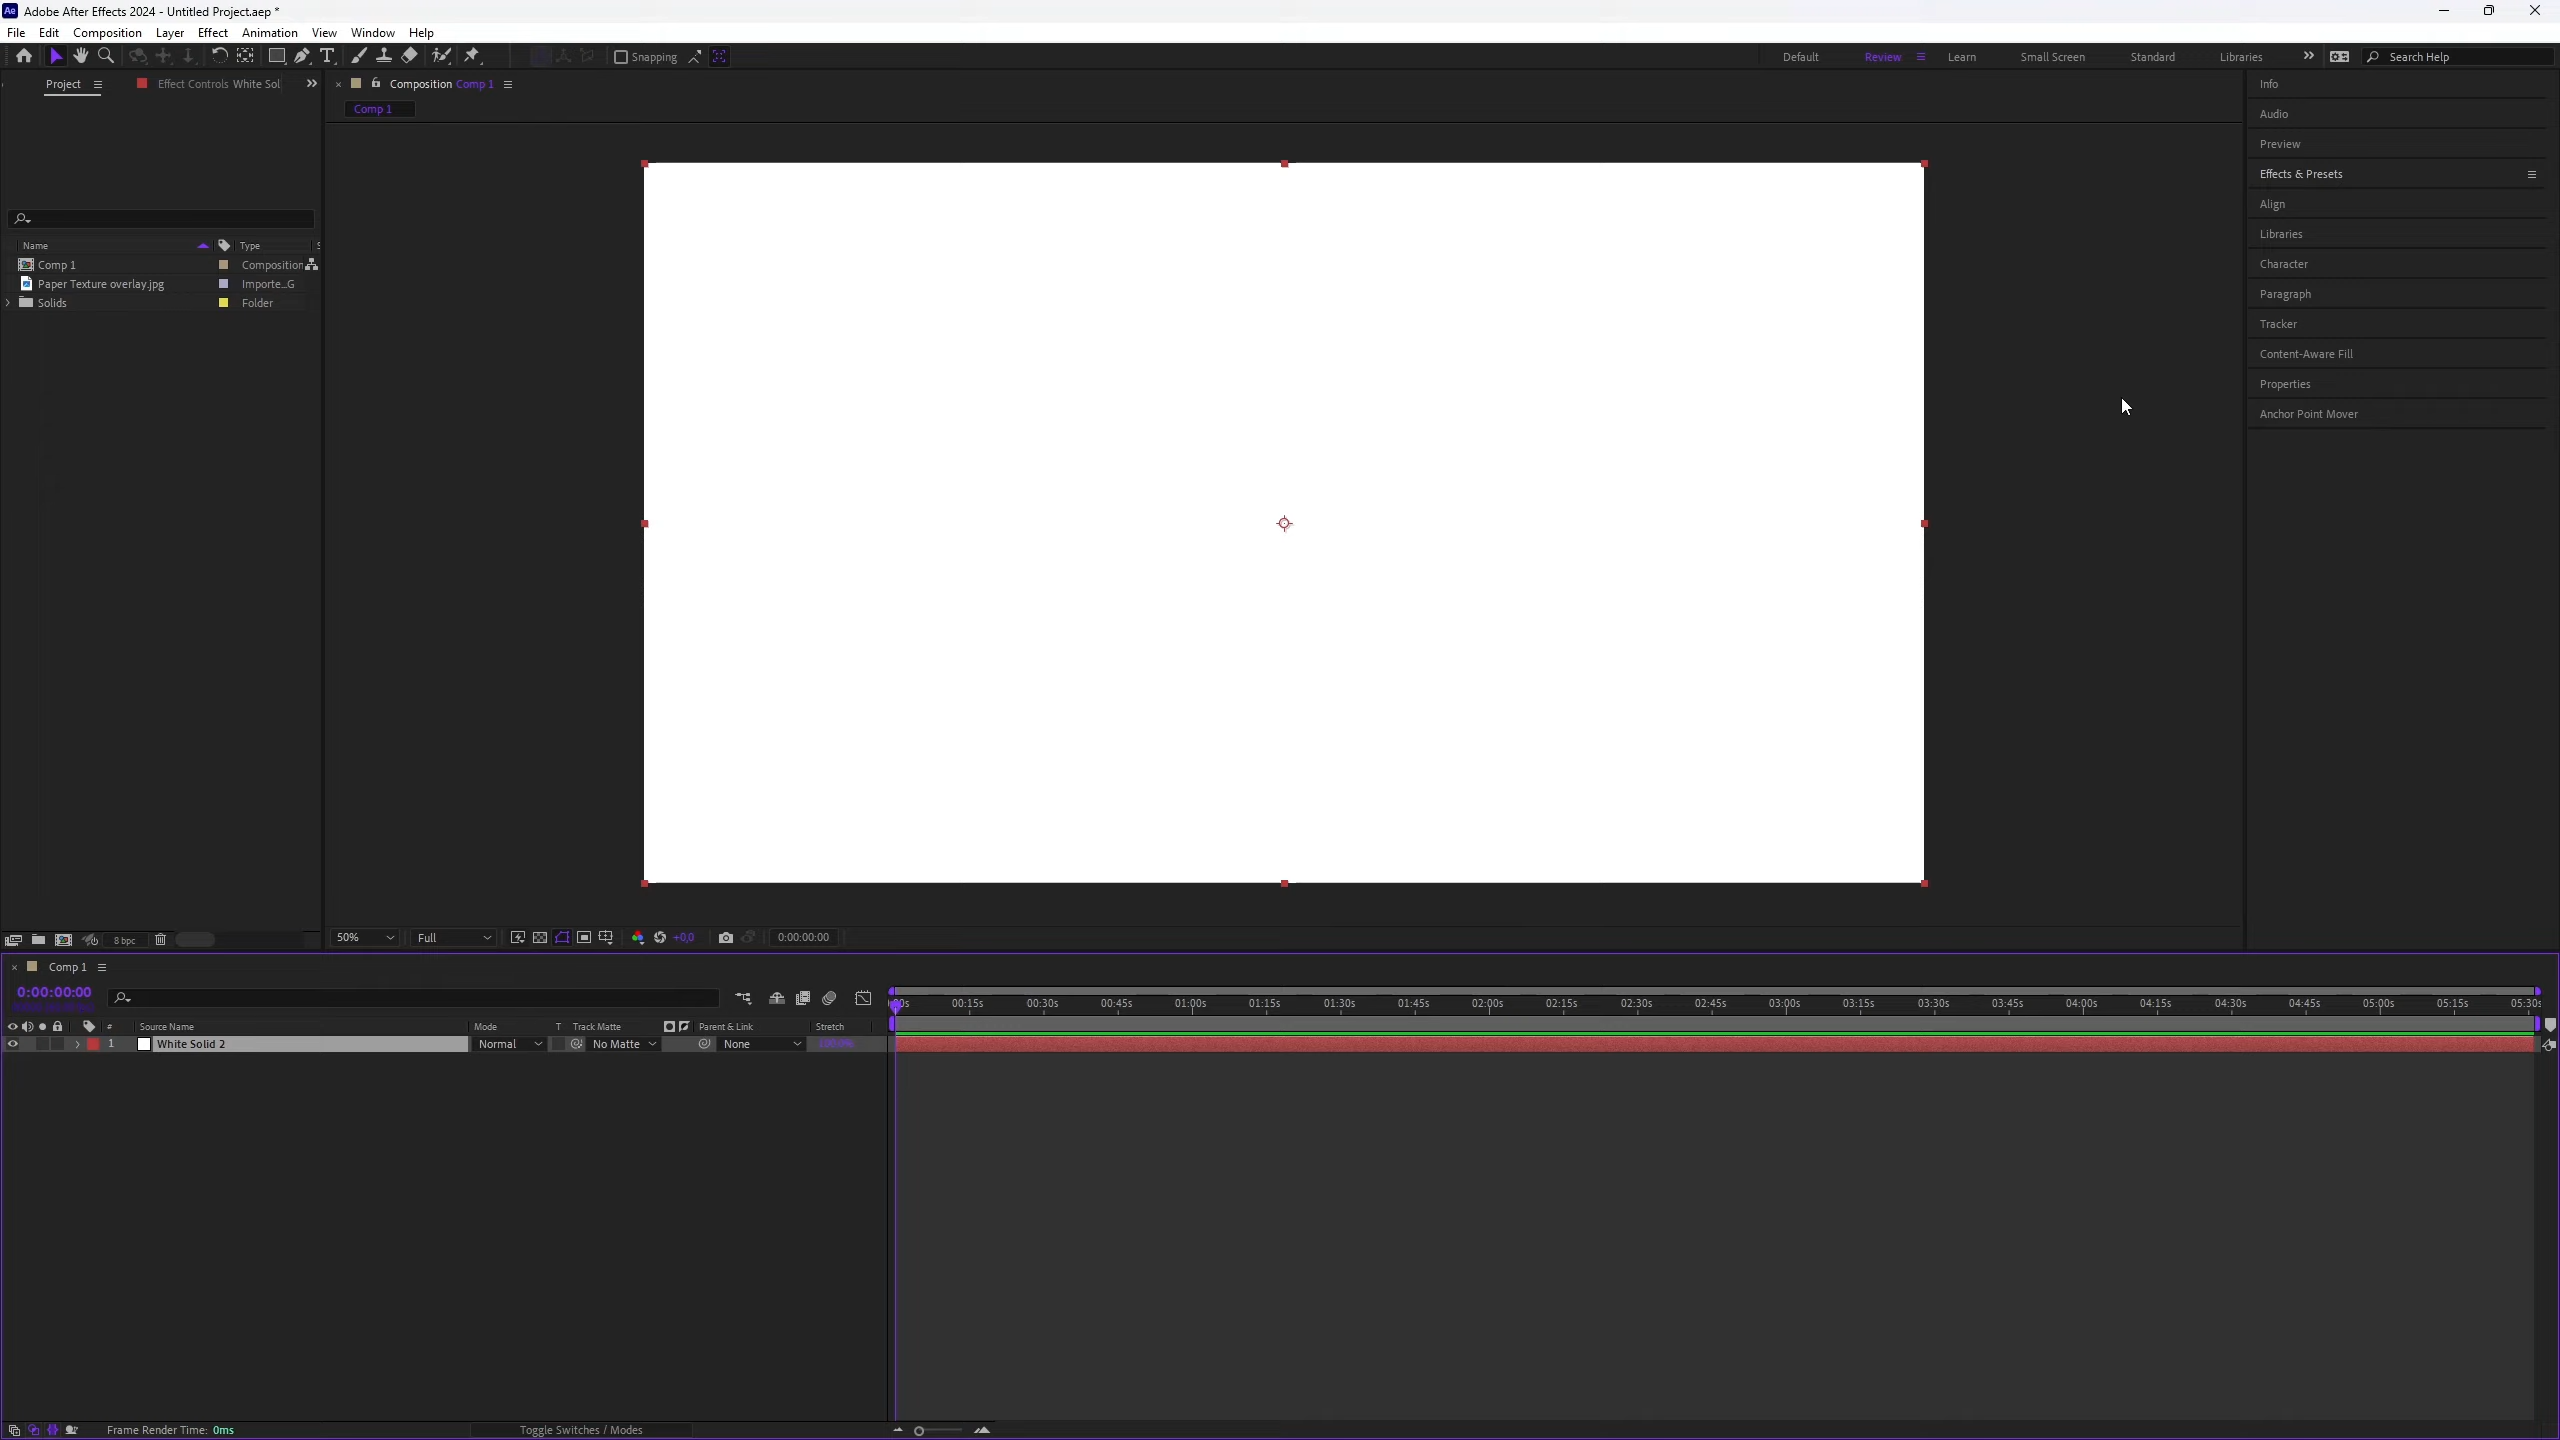 Adobe After Effects 2024 - Untitled Project.aep *
File Edit Composition Layer Effect Animation View Window Help
Snapping
Default Review Learn Small Screen Standard Libraries Search Help
Project Effect Controls White Sol
Composition Comp 1
Comp 1
Name Type
Comp 1 Composition
Paper Texture overlay.jpg Importe...G
Solids Folder
8 bpc
50% Full +0,0 0:00:00:00
Info
Audio
Preview
Effects & Presets
Align
Libraries
Character
Paragraph
Tracker
Content-Aware Fill
Properties
Anchor Point Mover
Comp 1
0:00:00:00
00s 00:15s 00:30s 00:45s 01:00s 01:15s 01:30s 01:45s 02:00s 02:15s 02:30s 02:45s 03:00s 03:15s 03:30s 03:45s 04:00s 04:15s 04:30s 04:45s 05:00s 05:15s 05:30s
# Source Name Mode T Track Matte Parent & Link Stretch
1 White Solid 2 Normal No Matte None 100,0%
Frame Render Time: 0ms
Toggle Switches / Modes